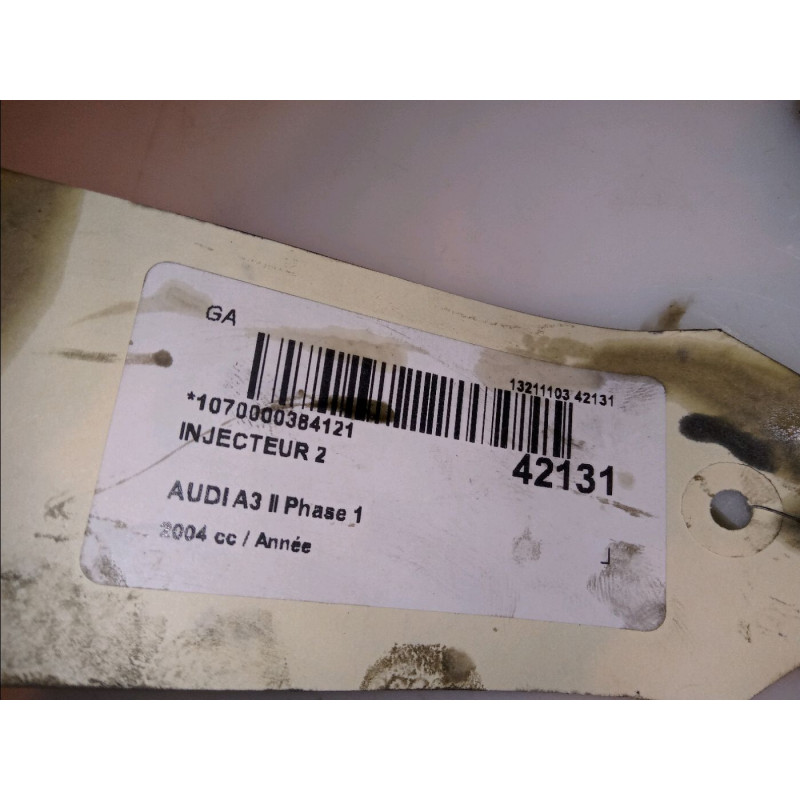 GA
13211103 42131
*1070000384121
INJECTEUR 2
42131
AUDI A3 II Phase 1
2004 cc / Année